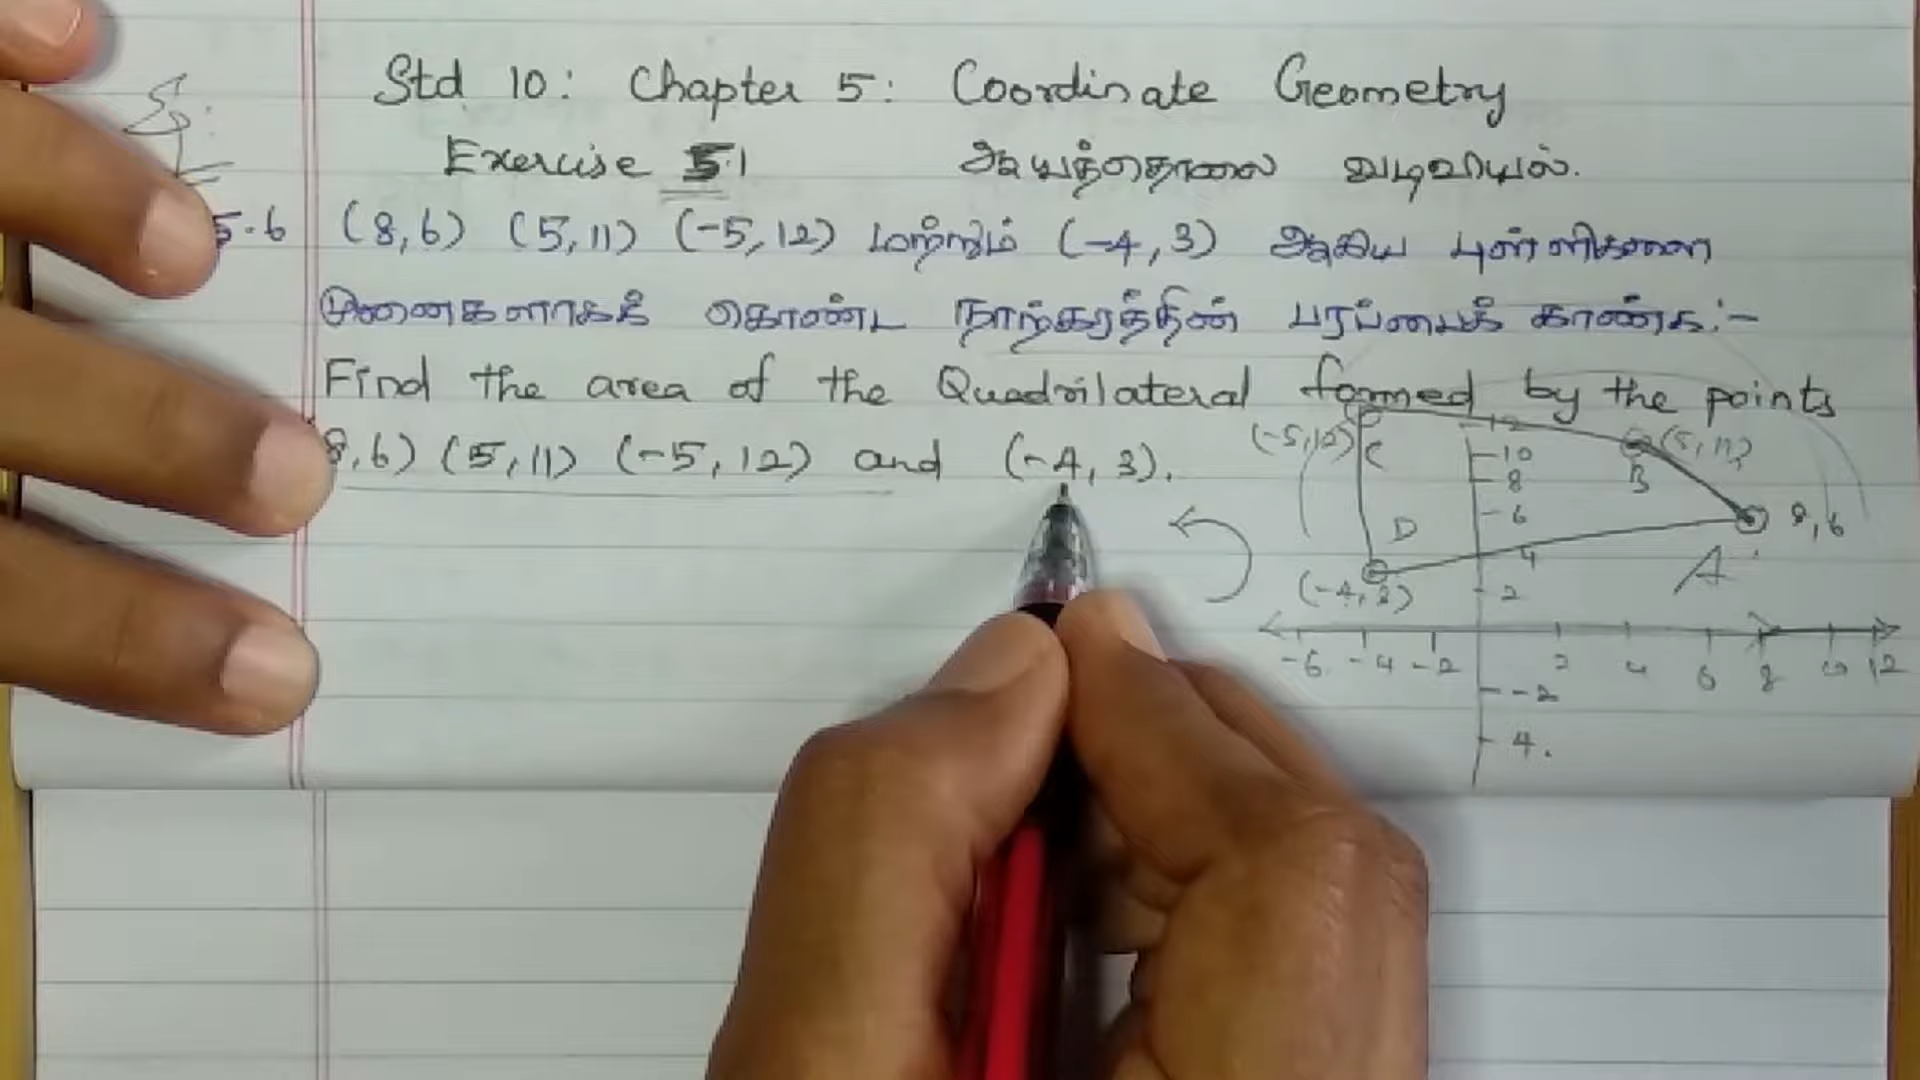 Std 10: Chapter 5: Coordinate Geometry
Exercise 5.1 ஆயத்தொலை வடிவியல்.
5.6 (8,6) (5,11) (-5,12) மற்றும் (-4,3) ஆகிய புள்ளிகளை
முனைகளாகக் கொண்ட நாற்கரத்தின் பரப்பைக் காண்க:-
Find the area of the Quadrilateral formed by the points
8,6) (5,11) (-5,12) and (-4,3).
(-5,12) C
12
10
8
6
4
2
B (5,11)
A 8,6
D
(-4,3)
-6 -4 -2 2 4 6 8 10 12
-2
4.